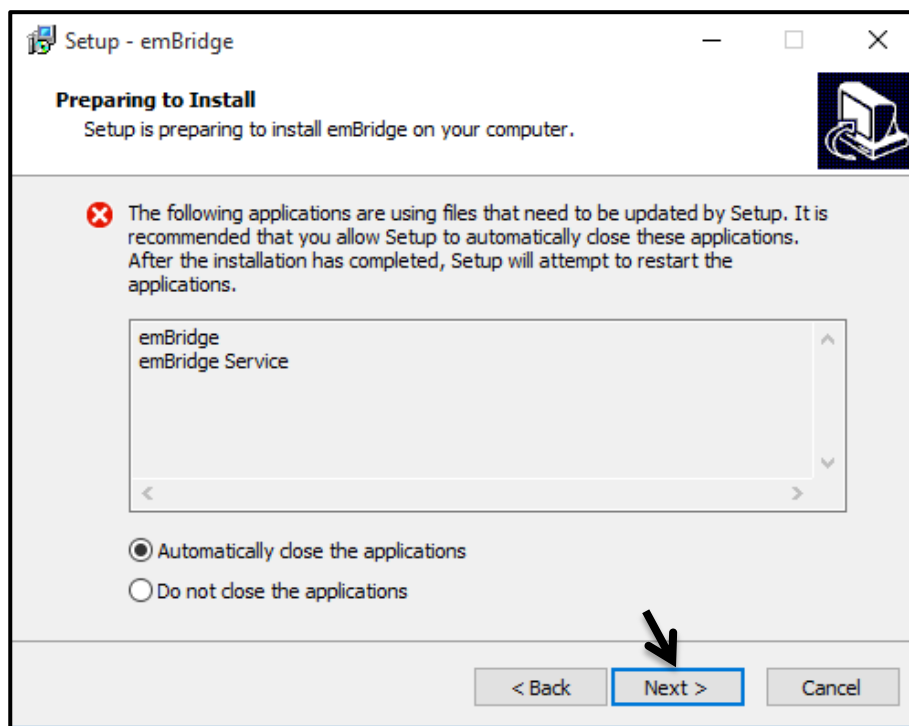 Setup - emBridge
Preparing to Install
Setup is preparing to install emBridge on your computer.
The following applications are using files that need to be updated by Setup. It is
recommended that you allow Setup to automatically close these applications.
After the installation has completed, Setup will attempt to restart the
applications.
emBridge
emBridge Service
Automatically close the applications
Do not close the applications
< Back
Next >
Cancel